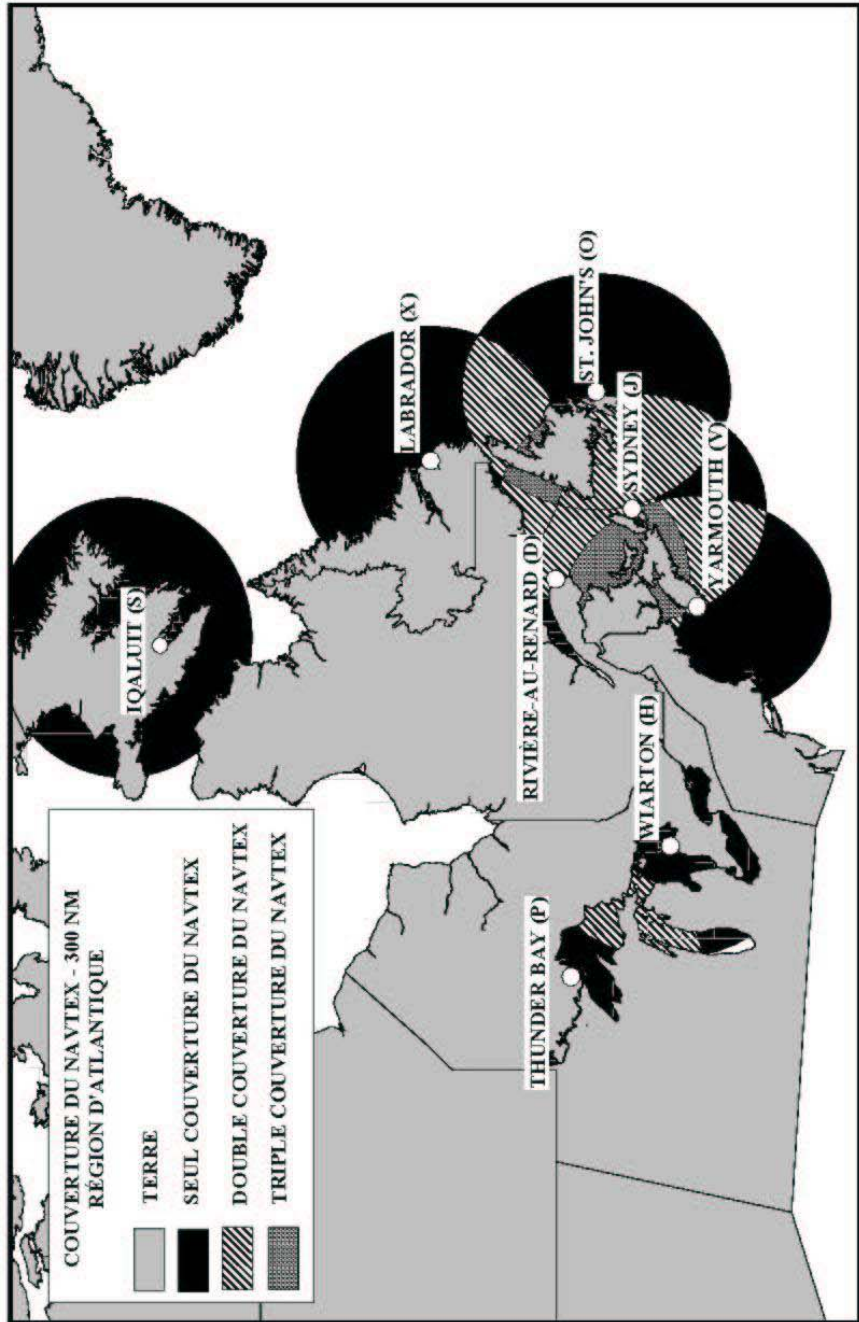 COUVERTURE DU NAVTEX - 300 NM
RÉGION D'ATLANTIQUE
TERRE
SEUL COUVERTURE DU NAVTEX
DOUBLE COUVERTURE DU NAVTEX
TRIPLE COUVERTURE DU NAVTEX
IQALUIT (S)
LABRADOR (X)
ST. JOHN'S (O)
SYDNEY (J)
YARMOUTH (V)
RIVIÈRE-AU-RENARD (D)
WIARTON (H)
THUNDER BAY (P)